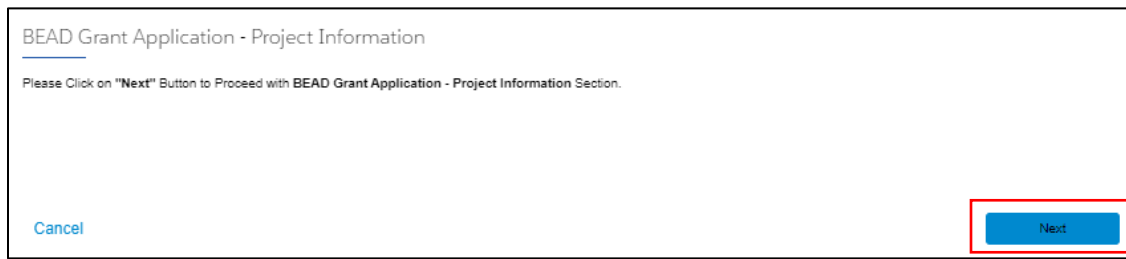 BEAD Grant Application - Project Information
Please Click on "Next" Button to Proceed with BEAD Grant Application - Project Information Section.
Cancel
Next